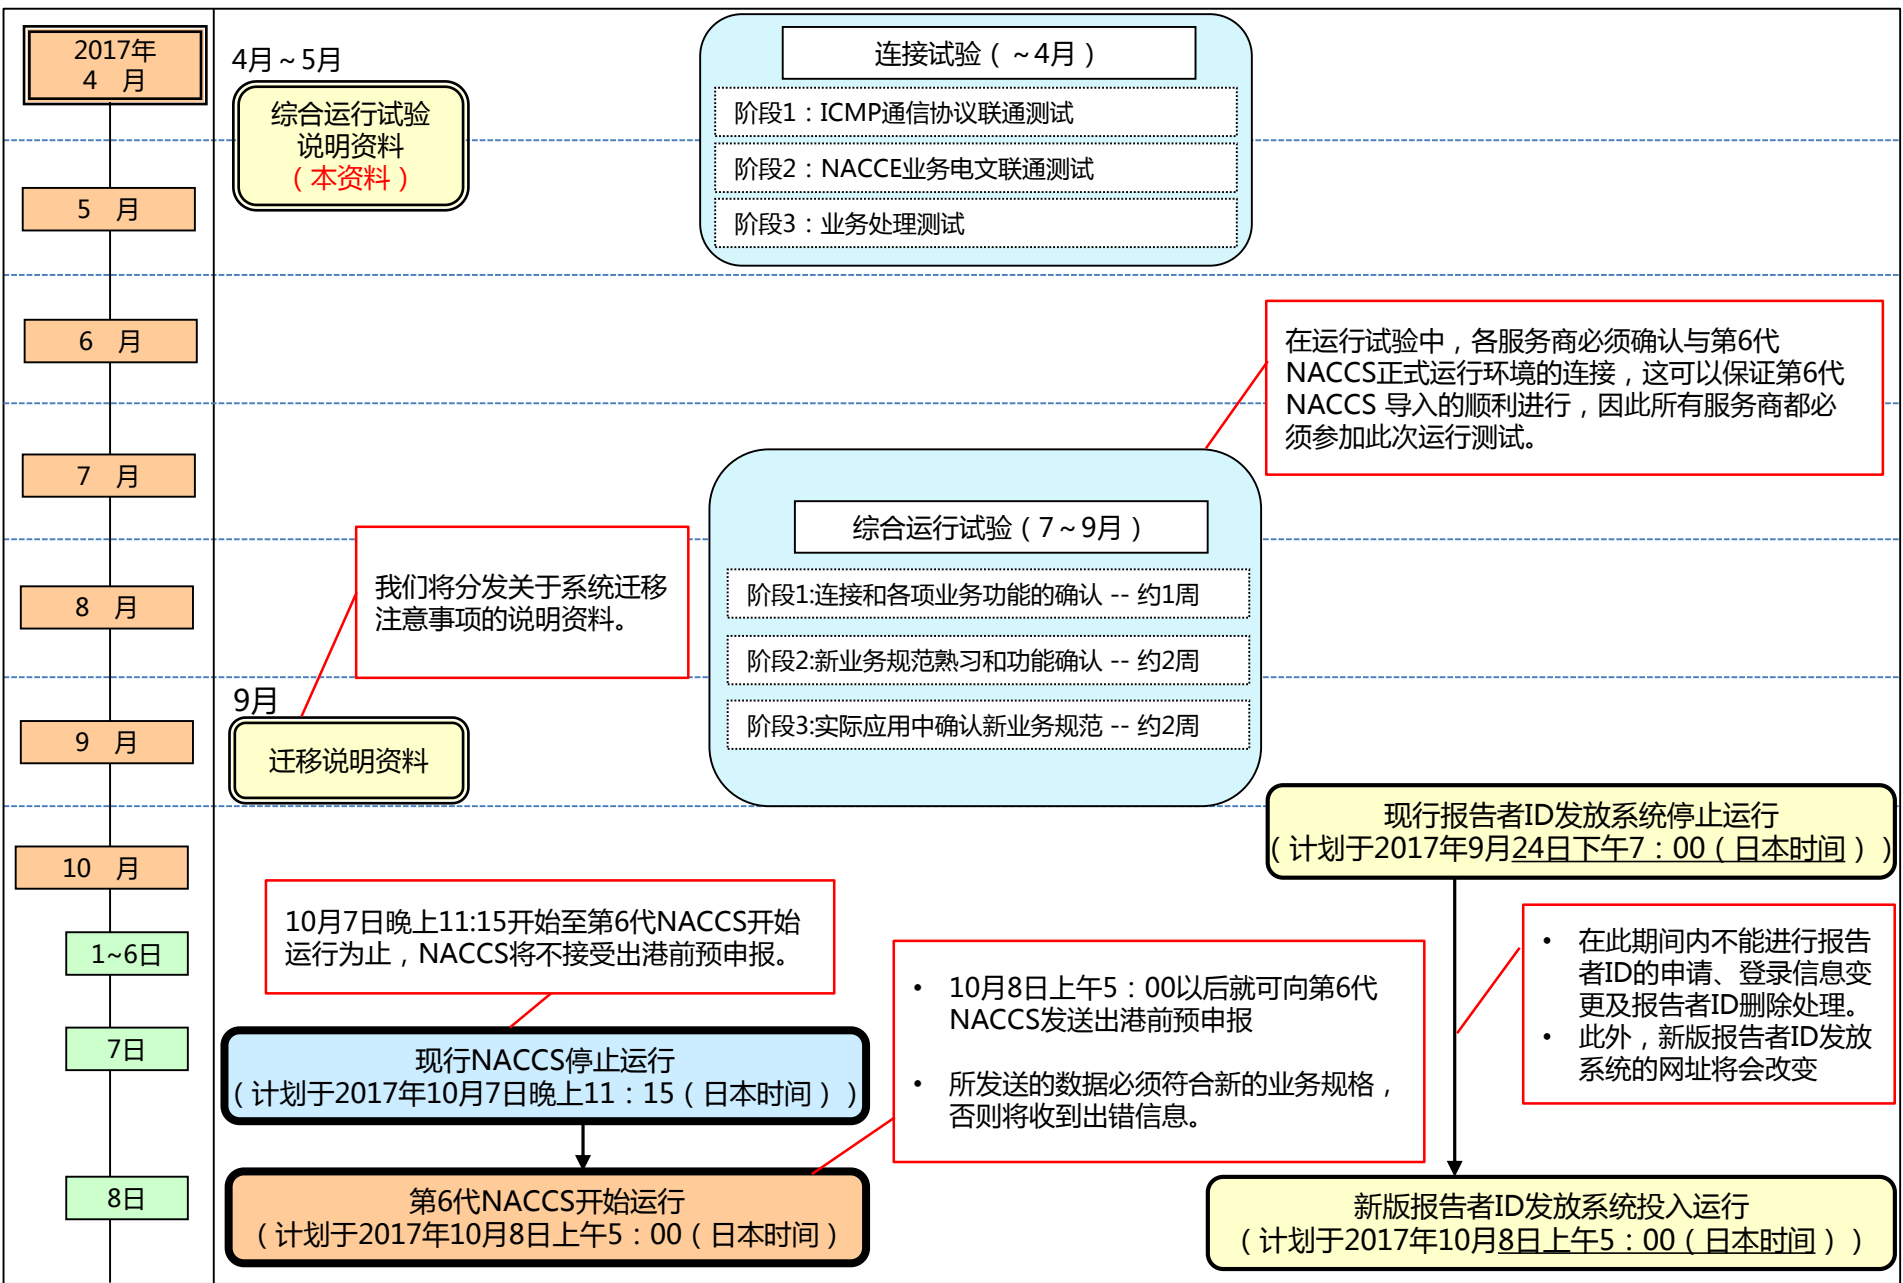 2017年
4 月
5 月
6 月
7 月
8 月
9 月
10 月
1~6日
7日
8日
4月～5月
综合运行试验
说明资料
（本资料）
连接试验（～4月）
阶段1：ICMP通信协议联通测试
阶段2：NACCE业务电文联通测试
阶段3：业务处理测试
在运行试验中，各服务商必须确认与第6代
NACCS正式运行环境的连接，这可以保证第6代
NACCS 导入的顺利进行，因此所有服务商都必
须参加此次运行测试。
综合运行试验（7～9月）
阶段1:连接和各项业务功能的确认 -- 约1周
阶段2:新业务规范熟习和功能确认 -- 约2周
阶段3:实际应用中确认新业务规范 -- 约2周
我们将分发关于系统迁移
注意事项的说明资料。
9月
迁移说明资料
现行报告者ID发放系统停止运行
（计划于2017年9月24日下午7：00（日本时间））
10月7日晚上11:15开始至第6代NACCS开始
运行为止，NACCS将不接受出港前预申报。
• 10月8日上午5：00以后就可向第6代
NACCS发送出港前预申报
• 所发送的数据必须符合新的业务规格，
否则将收到出错信息。
• 在此期间内不能进行报告
者ID的申请、登录信息变
更及报告者ID删除处理。
• 此外，新版报告者ID发放
系统的网址将会改变
现行NACCS停止运行
（计划于2017年10月7日晚上11：15（日本时间））
第6代NACCS开始运行
（计划于2017年10月8日上午5：00（日本时间）
新版报告者ID发放系统投入运行
（计划于2017年10月8日上午5：00（日本时间））